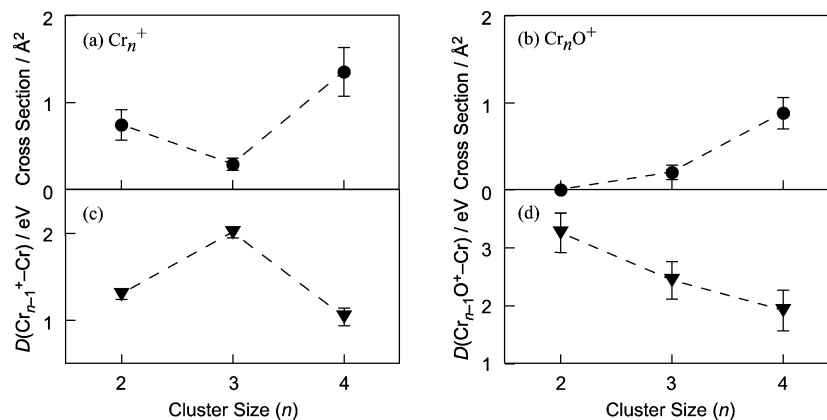 2
(a) Crₙ⁺
1
0
Cross Section / Å²
2
(b) CrₙO⁺
1
0
Cross Section / Å²
(c)
2
1
D(Crₙ₋₁⁺–Cr) / eV
2 3 4
Cluster Size (n)
(d)
3
2
1
D(Crₙ₋₁O⁺–Cr) / eV
2 3 4
Cluster Size (n)